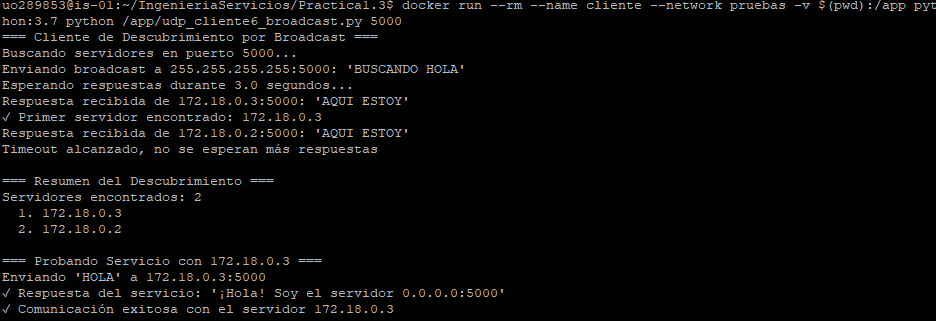 uo289853@is-01:~/IngenieriaServicios/Practica1.3$ docker run --rm --name cliente --network pruebas -v $(pwd):/app pyt
hon:3.7 python /app/udp_cliente6_broadcast.py 5000
=== Cliente de Descubrimiento por Broadcast ===
Buscando servidores en puerto 5000...
Enviando broadcast a 255.255.255.255:5000: 'BUSCANDO HOLA'
Esperando respuestas durante 3.0 segundos...
Respuesta recibida de 172.18.0.3:5000: 'AQUI ESTOY'
✓ Primer servidor encontrado: 172.18.0.3
Respuesta recibida de 172.18.0.2:5000: 'AQUI ESTOY'
Timeout alcanzado, no se esperan más respuestas

=== Resumen del Descubrimiento ===
Servidores encontrados: 2
  1. 172.18.0.3
  2. 172.18.0.2

=== Probando Servicio con 172.18.0.3 ===
Enviando 'HOLA' a 172.18.0.3:5000
✓ Respuesta del servicio: '¡Hola! Soy el servidor 0.0.0.0:5000'
✓ Comunicación exitosa con el servidor 172.18.0.3